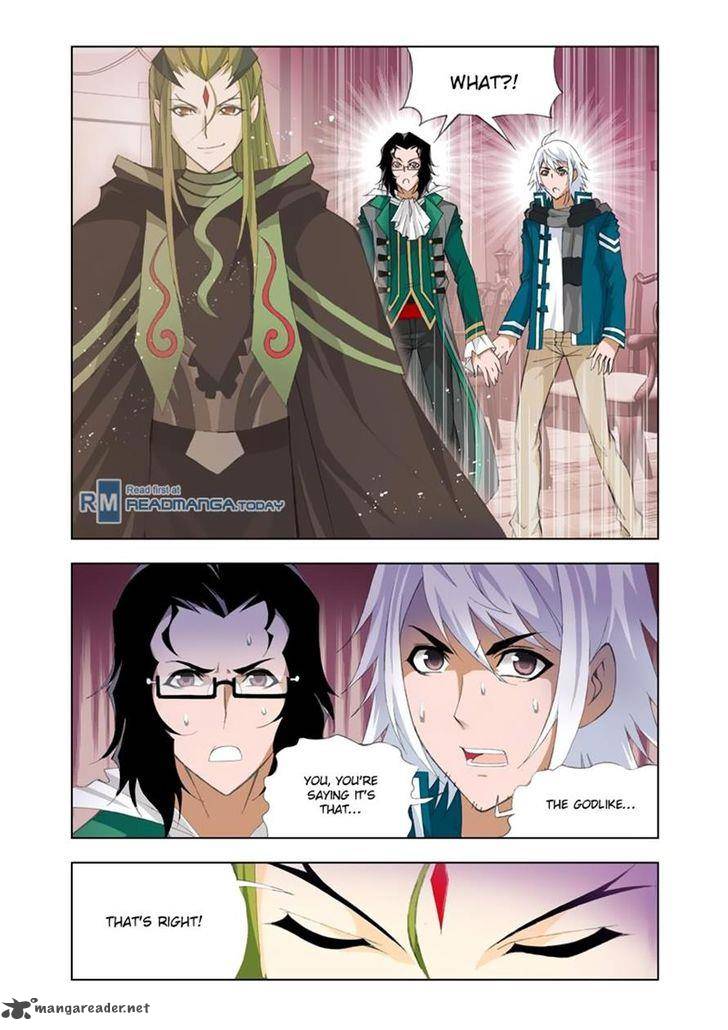 WHAT?!
RM
Read first at
READMANGA.TODAY
YOU, YOU'RE
SAYING IT'S
THAT...
THE GODLIKE...
THAT'S RIGHT!
mangareader.net